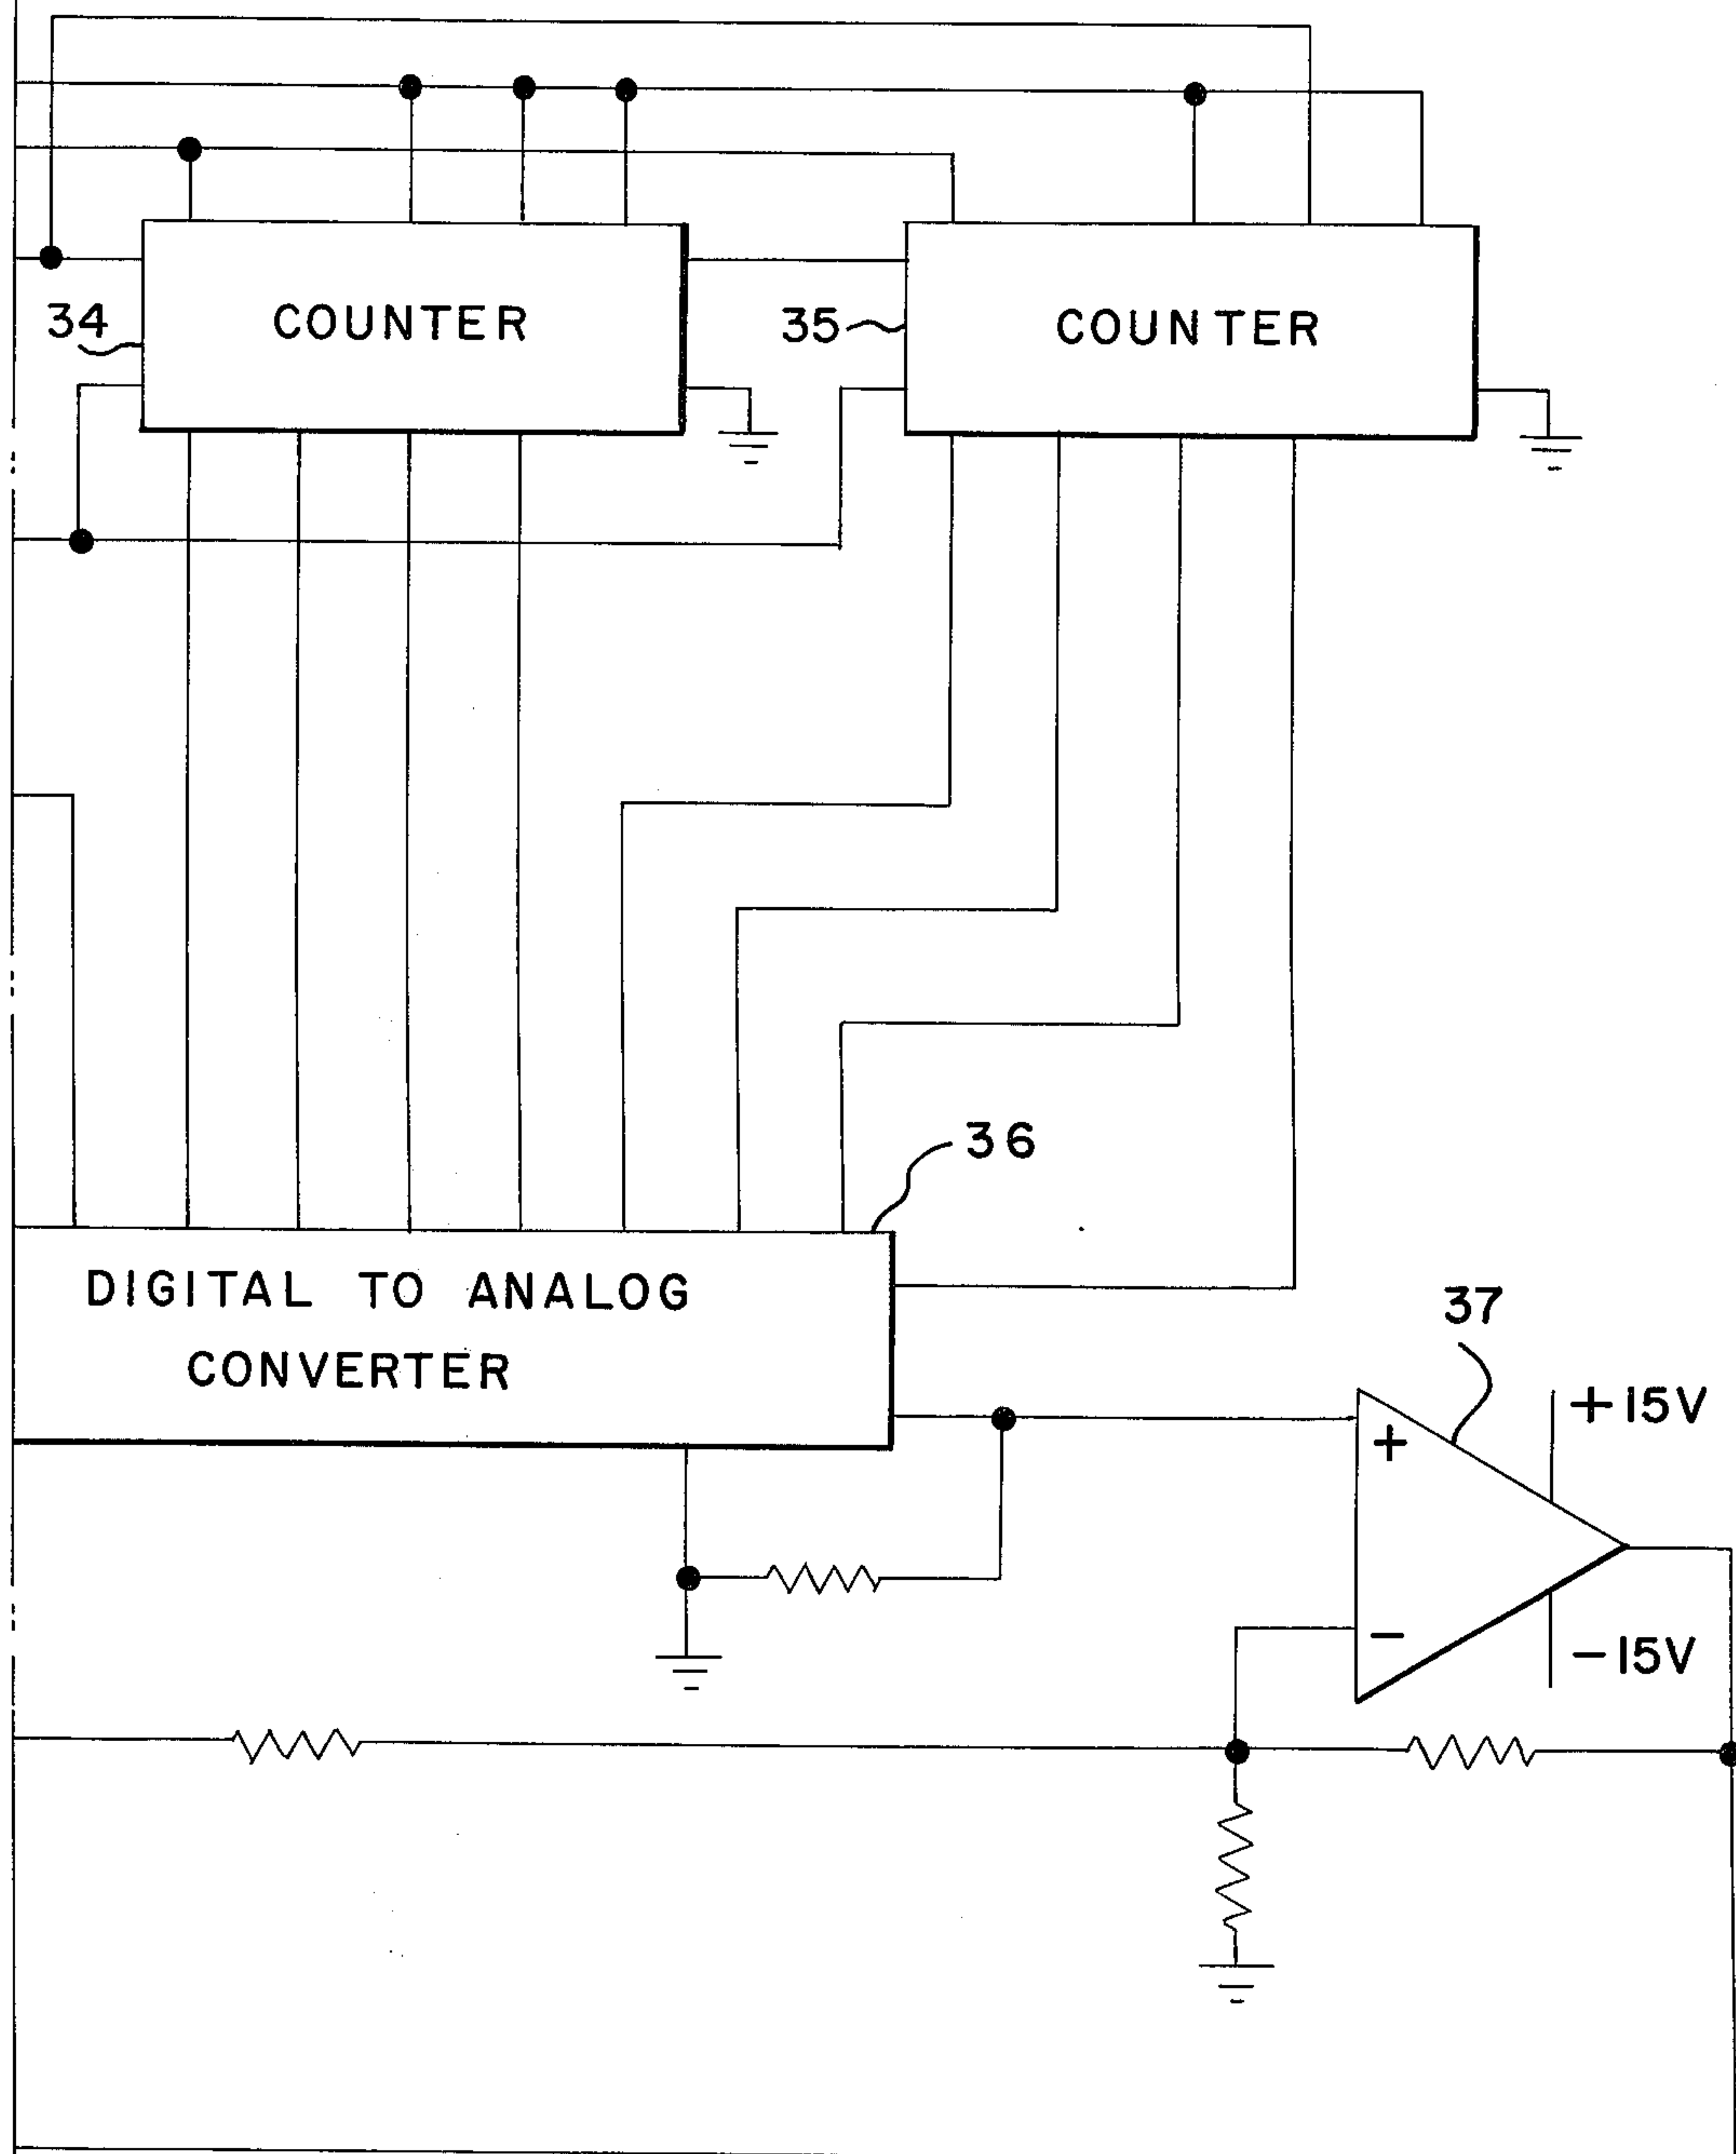 34
COUNTER
35
COUNTER
36
DIGITAL TO ANALOG
CONVERTER
37
+15V
+
-
-15V